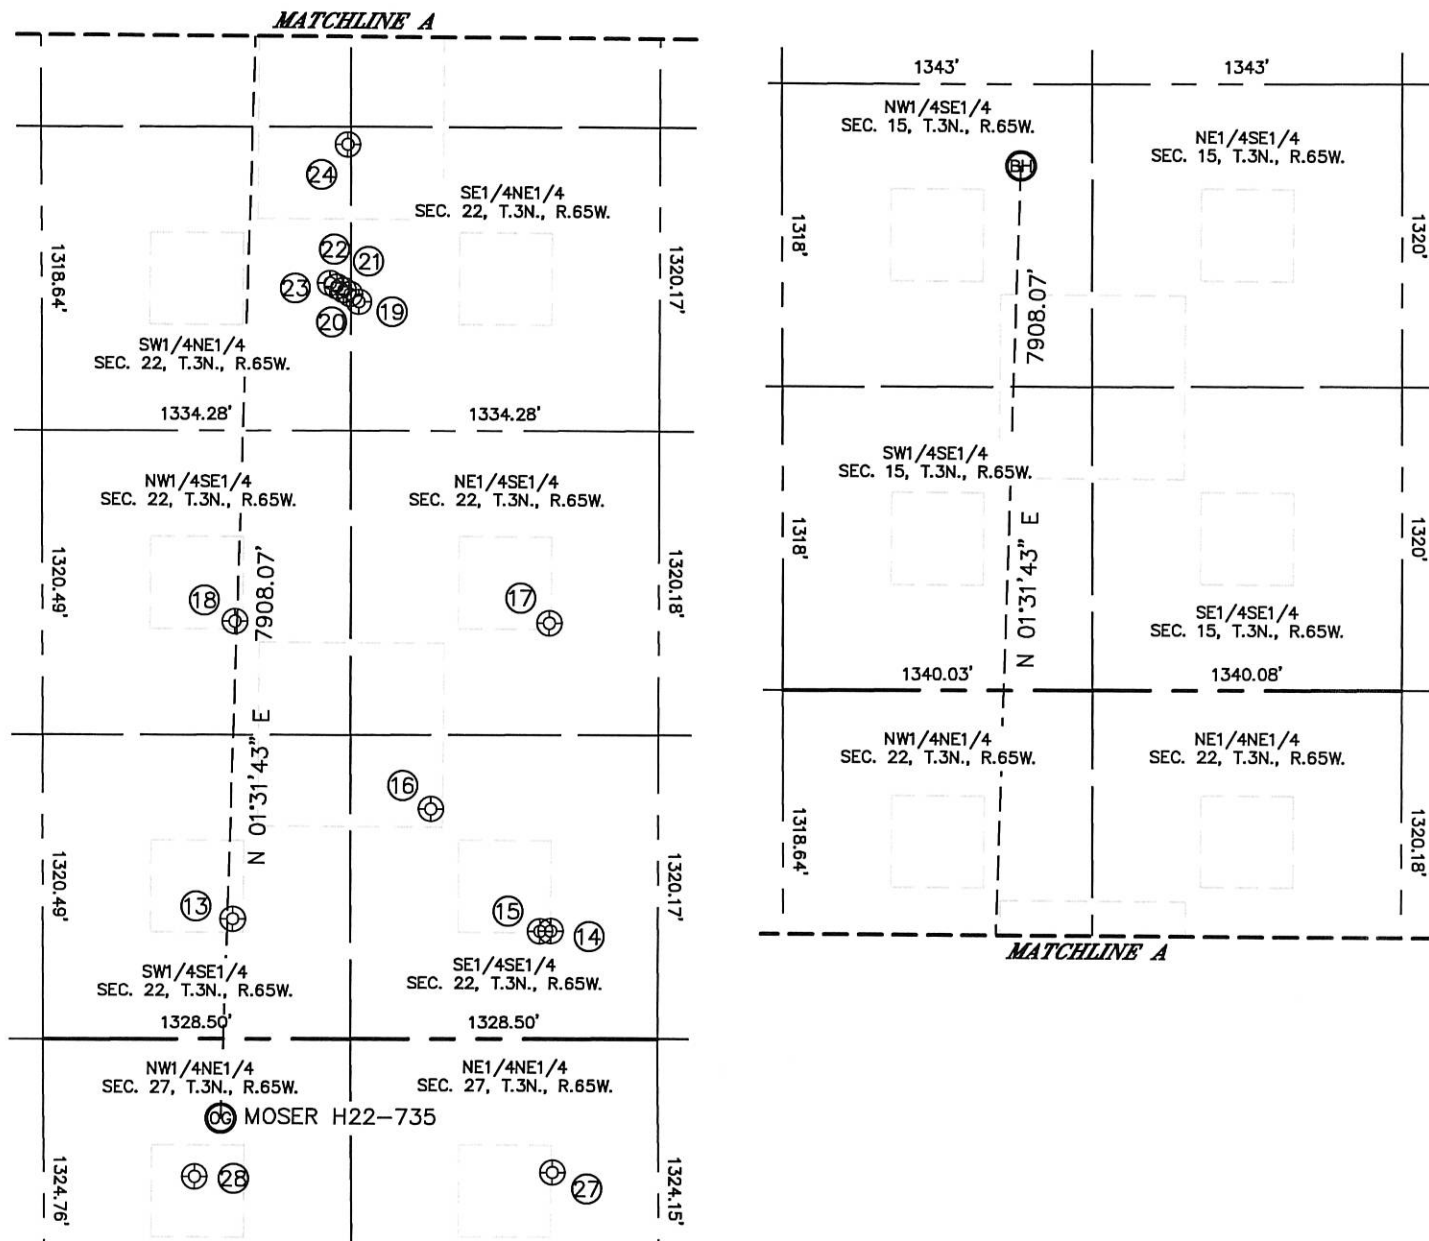 MATCHLINE A
24
SE1/4NE1/4
SEC. 22, T.3N., R.65W.
22
21
23
20
19
1318.64'
1320.17'
SW1/4NE1/4
SEC. 22, T.3N., R.65W.
1334.28'
1334.28'
NW1/4SE1/4
SEC. 22, T.3N., R.65W.
NE1/4SE1/4
SEC. 22, T.3N., R.65W.
1320.49'
18
7908.07'
17
1320.18'
N 01°31'43" E
16
1320.49'
13
15
14
1320.17'
SW1/4SE1/4
SEC. 22, T.3N., R.65W.
SE1/4SE1/4
SEC. 22, T.3N., R.65W.
1328.50'
1328.50'
NW1/4NE1/4
SEC. 27, T.3N., R.65W.
NE1/4NE1/4
SEC. 27, T.3N., R.65W.
OG MOSER H22-735
28
27
1324.76'
1324.15'
1343'
1343'
NW1/4SE1/4
SEC. 15, T.3N., R.65W.
NE1/4SE1/4
SEC. 15, T.3N., R.65W.
BH
1318'
1320'
7908.07'
SW1/4SE1/4
SEC. 15, T.3N., R.65W.
1318'
N 01°31'43" E
1320'
SE1/4SE1/4
SEC. 15, T.3N., R.65W.
1340.03'
1340.08'
NW1/4NE1/4
SEC. 22, T.3N., R.65W.
NE1/4NE1/4
SEC. 22, T.3N., R.65W.
1318.64'
1320.18'
MATCHLINE A